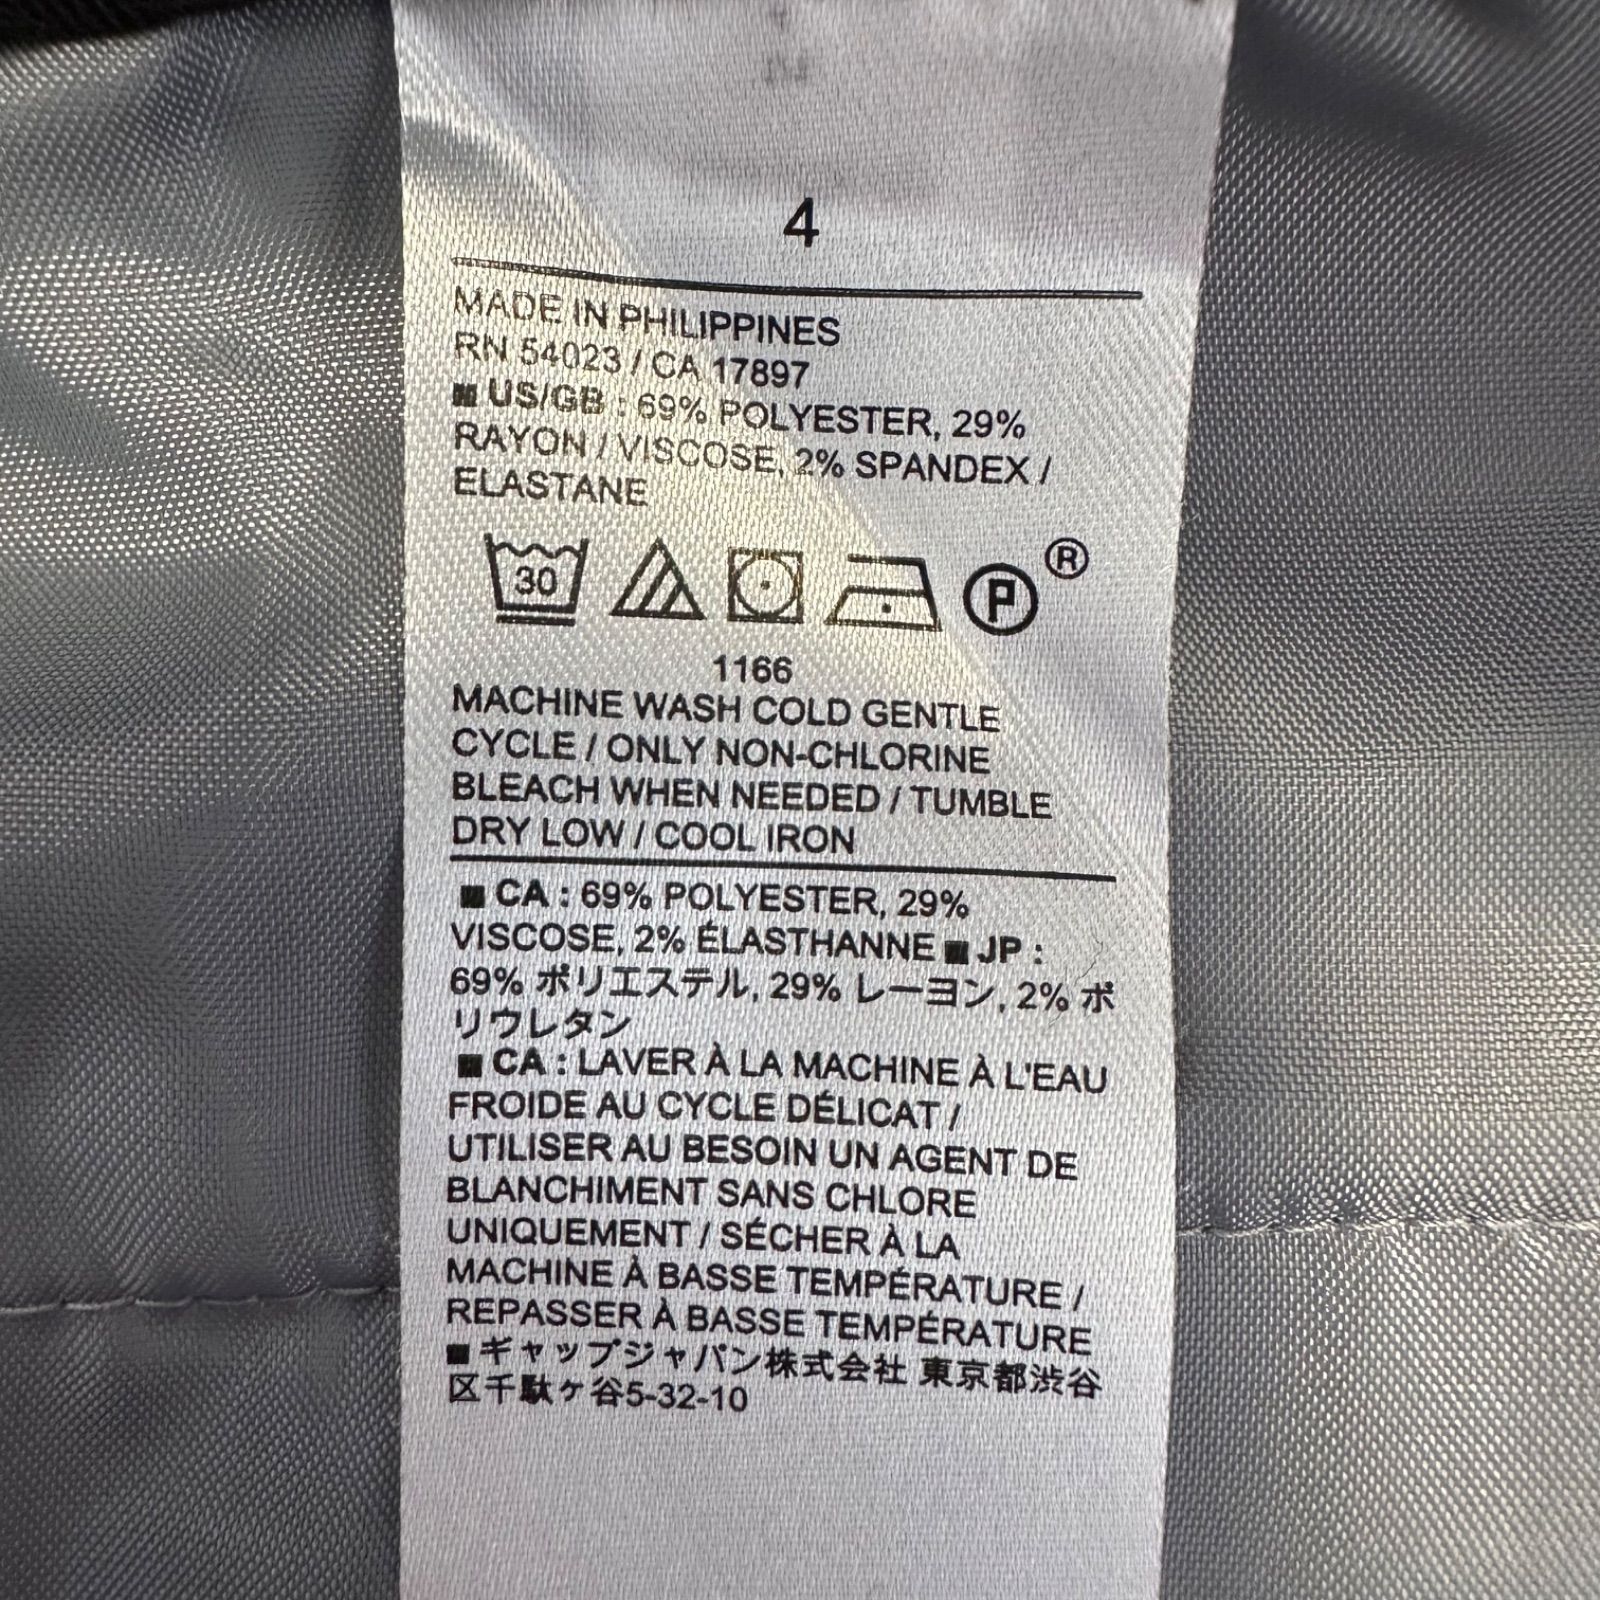 4
MADE IN PHILIPPINES
RN 54023 / CA 17897
■ US/GB : 69% POLYESTER, 29%
RAYON / VISCOSE, 2% SPANDEX /
ELASTANE
30 P ®
1166
MACHINE WASH COLD GENTLE
CYCLE / ONLY NON-CHLORINE
BLEACH WHEN NEEDED / TUMBLE
DRY LOW / COOL IRON
■ CA : 69% POLYESTER, 29%
VISCOSE, 2% ÉLASTHANNE ■ JP :
69% ポリエステル, 29% レーヨン, 2% ポ
リウレタン
■ CA : LAVER À LA MACHINE À L'EAU
FROIDE AU CYCLE DÉLICAT /
UTILISER AU BESOIN UN AGENT DE
BLANCHIMENT SANS CHLORE
UNIQUEMENT / SÉCHER À LA
MACHINE À BASSE TEMPÉRATURE /
REPASSER À BASSE TEMPÉRATURE
■ ギャップジャパン株式会社 東京都渋谷
区千駄ケ谷5-32-10